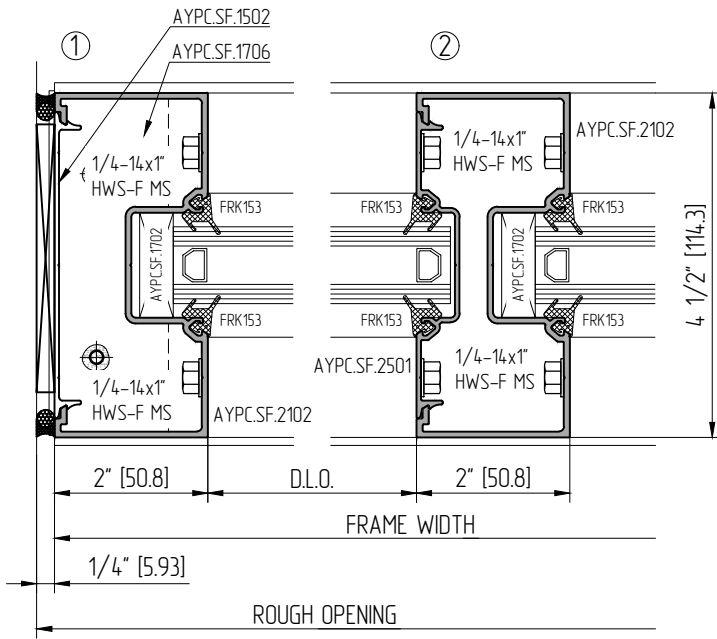 AYPC.SF.1502
1
2
AYPC.SF.1706
AYPC.SF.2102
1/4-14x1"
HWS-F MS
1/4-14x1"
HWS-F MS
FRK153
FRK153
FRK153
AYPC.SF.1702
AYPC.SF.1702
4 1/2" [114.3]
FRK153
FRK153
FRK153
AYPC.SF.2501
1/4-14x1"
HWS-F MS
1/4-14x1"
HWS-F MS
AYPC.SF.2102
2" [50.8]
D.L.O.
2" [50.8]
FRAME WIDTH
1/4" [5.93]
ROUGH OPENING